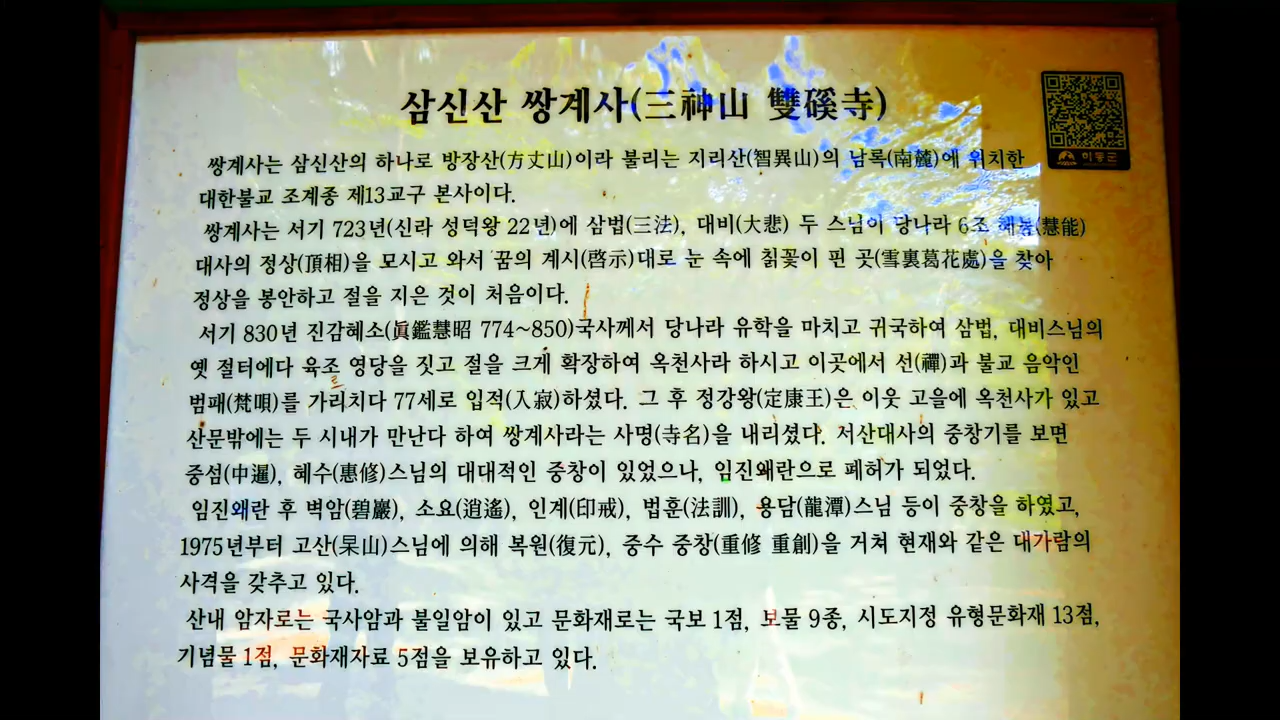 삼신산 쌍계사(三神山 雙磎寺)
쌍계사는 삼신산의 하나로 방장산(方丈山)이라 불리는 지리산(智異山)의 남록(南麓)에 위치한
대한불교 조계종 제13교구 본사이다.
쌍계사는 서기 723년(신라 성덕왕 22년)에 삼법(三法), 대비(大悲) 두 스님이 당나라 6조 혜능(慧能)
대사의 정상(頂相)을 모시고 와서 꿈의 계시(啓示)대로 눈 속에 칡꽃이 핀 곳(雪裏葛花處)을 찾아
정상을 봉안하고 절을 지은 것이 처음이다.
서기 830년 진감혜소(眞鑑慧昭 774~850)국사께서 당나라 유학을 마치고 귀국하여 삼법, 대비스님의
옛 절터에다 육조 영당을 짓고 절을 크게 확장하여 옥천사라 하시고 이곳에서 선(禪)과 불교 음악인
범패(梵唄)를 가리치다 77세로 입적(入寂)하셨다. 그 후 정강왕(定康王)은 이웃 고을에 옥천사가 있고
산문밖에는 두 시내가 만난다 하여 쌍계사라는 사명(寺名)을 내리셨다. 서산대사의 중창기를 보면
중섬(中暹), 혜수(惠修)스님의 대대적인 중창이 있었으나, 임진왜란으로 폐허가 되었다.
임진왜란 후 벽암(碧巖), 소요(逍遙), 인계(印戒), 법훈(法訓), 용담(龍潭)스님 등이 중창을 하였고,
1975년부터 고산(杲山)스님에 의해 복원(復元), 중수 중창(重修 重創)을 거쳐 현재와 같은 대가람의
사격을 갖추고 있다.
산내 암자로는 국사암과 불일암이 있고 문화재로는 국보 1점, 보물 9종, 시도지정 유형문화재 13점,
기념물 1점, 문화재자료 5점을 보유하고 있다.